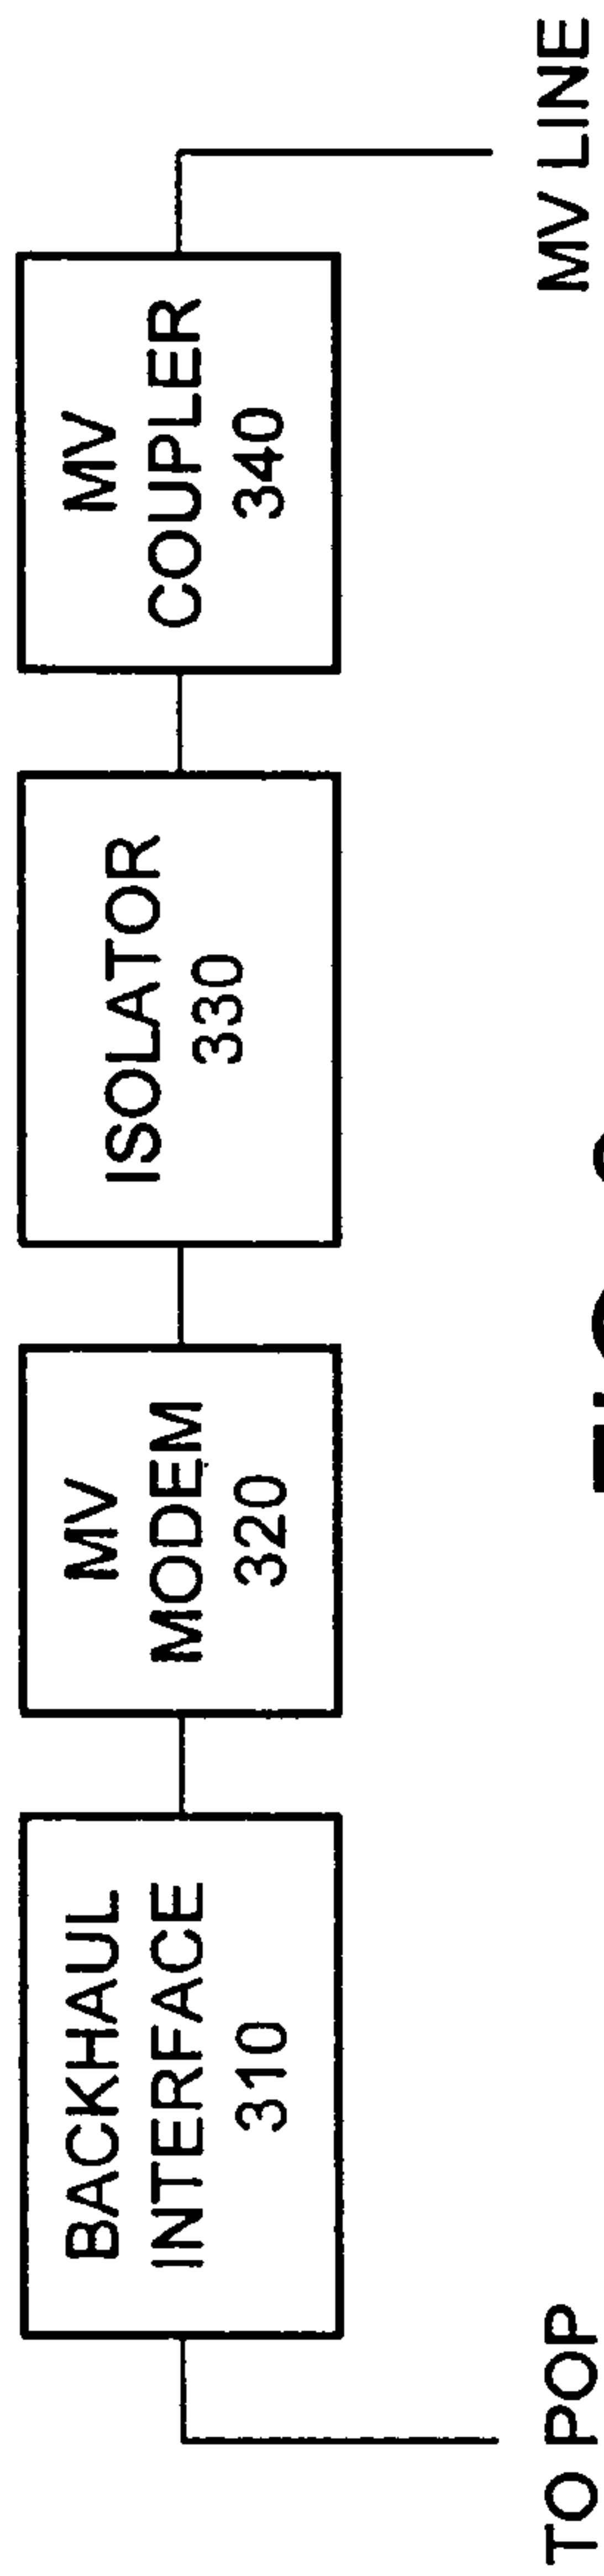 BACKHAUL
INTERFACE
310
MV
MODEM
320
ISOLATOR
330
MV
COUPLER
340
TO POP
MV LINE